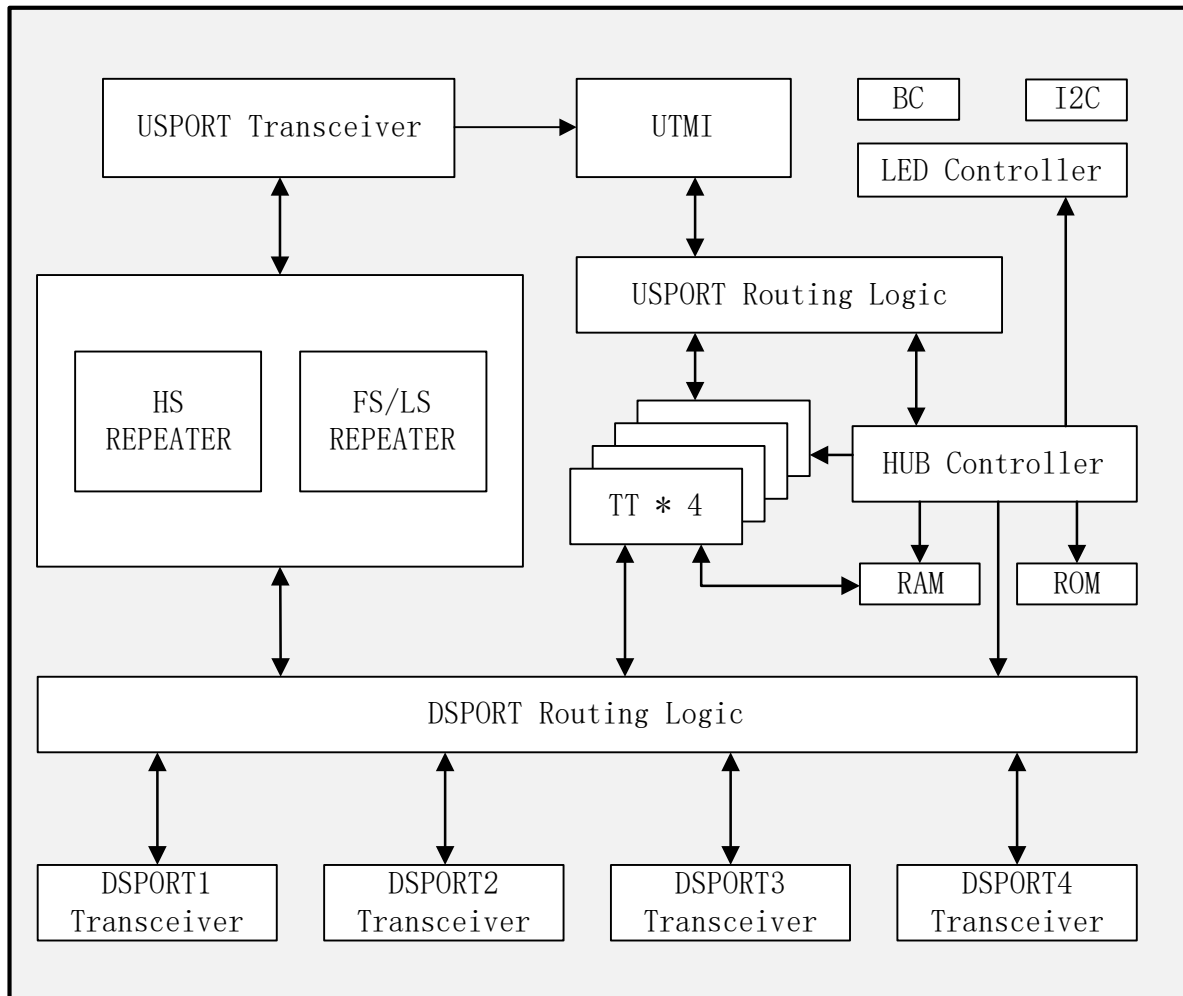 USPORT Transceiver
UTMI
BC
I2C
LED Controller
USPORT Routing Logic
HS
REPEATER
FS/LS
REPEATER
HUB Controller
TT * 4
RAM
ROM
DSPORT Routing Logic
DSPORT1
Transceiver
DSPORT2
Transceiver
DSPORT3
Transceiver
DSPORT4
Transceiver